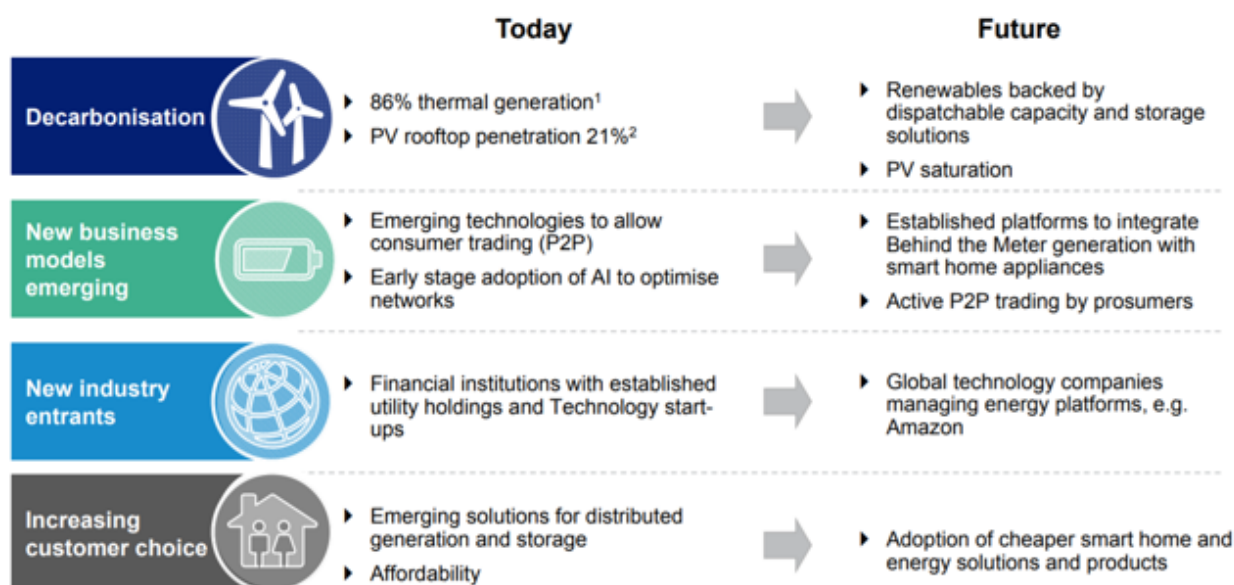 Today
Future
Decarbonisation
▶ 86% thermal generation¹
▶ PV rooftop penetration 21%²
▶ Renewables backed by
dispatchable capacity and storage
solutions
▶ PV saturation
New business
models
emerging
▶ Emerging technologies to allow
consumer trading (P2P)
▶ Early stage adoption of AI to optimise
networks
▶ Established platforms to integrate
Behind the Meter generation with
smart home appliances
▶ Active P2P trading by prosumers
New industry
entrants
▶ Financial institutions with established
utility holdings and Technology start-
ups
▶ Global technology companies
managing energy platforms, e.g.
Amazon
Increasing
customer choice
▶ Emerging solutions for distributed
generation and storage
▶ Affordability
▶ Adoption of cheaper smart home and
energy solutions and products